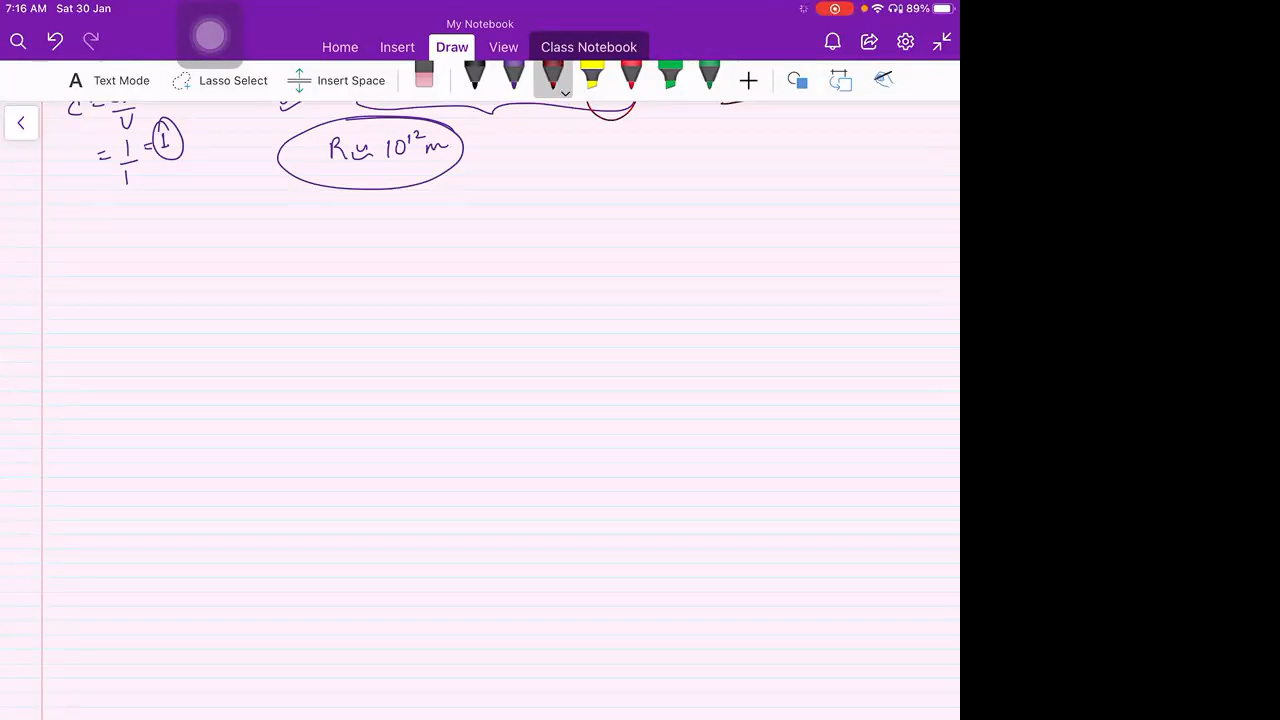 7:16 AM Sat 30 Jan 89%
My Notebook
Home Insert Draw View Class Notebook
A Text Mode Lasso Select Insert Space
V
R ≃ 10¹² m
= 1/1 = 1